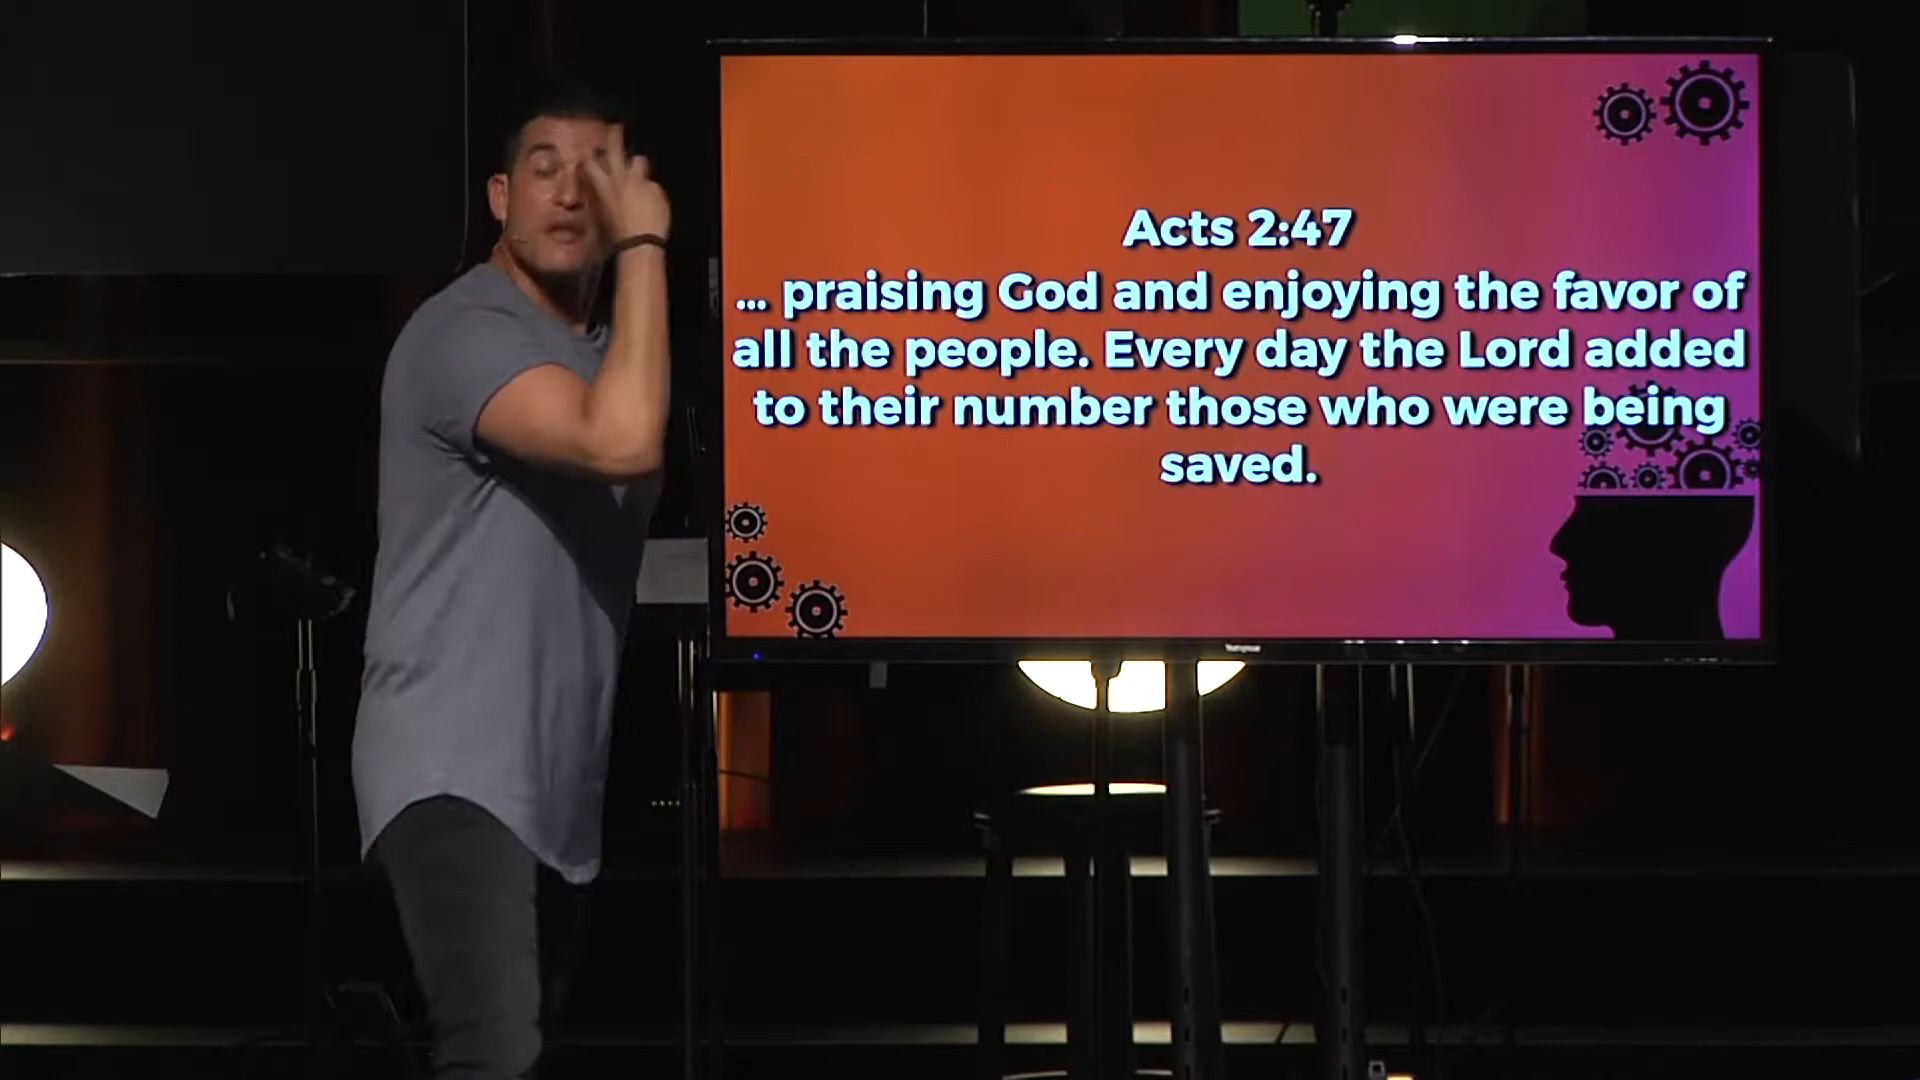 Acts 2:47
... praising God and enjoying the favor of
all the people. Every day the Lord added
to their number those who were being
saved.